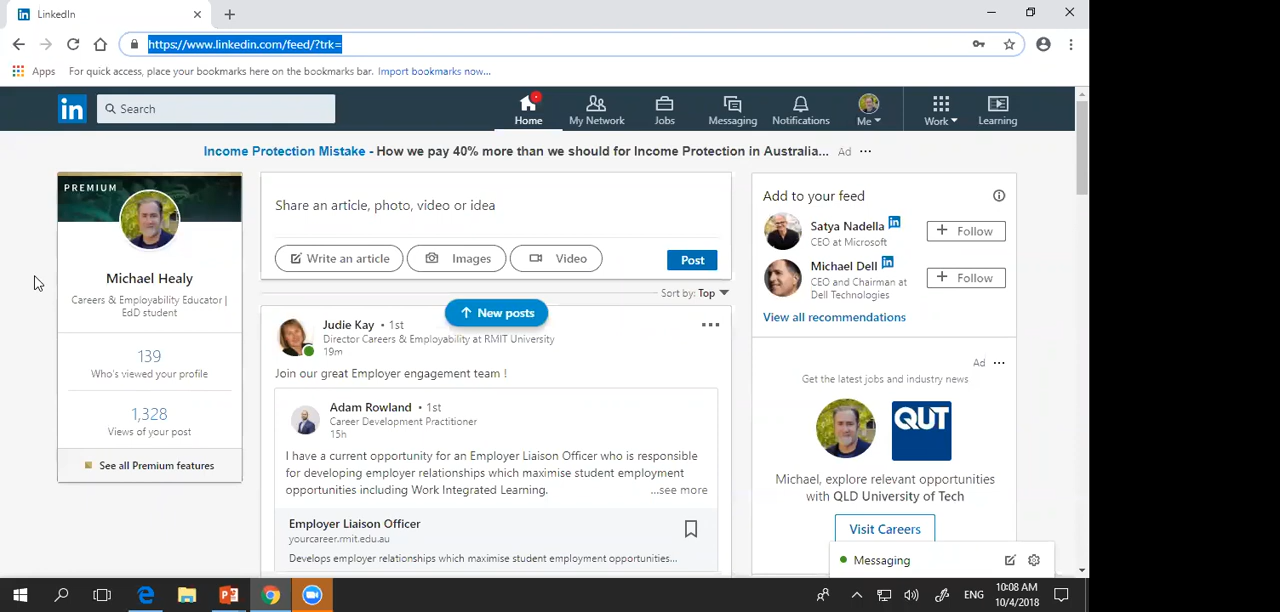 LinkedIn
https://www.linkedin.com/feed/?trk=
Apps
For quick access, place your bookmarks here on the bookmarks bar. Import bookmarks now...
in
Search
Home
My Network
Jobs
Messaging
Notifications
Me
Work
Learning
Income Protection Mistake - How we pay 40% more than we should for Income Protection in Australia... Ad
PREMIUM
Michael Healy
Careers & Employability Educator |
EdD student
139
Who's viewed your profile
1,328
Views of your post
See all Premium features
Share an article, photo, video or idea
Write an article
Images
Video
Post
Sort by: Top
New posts
Judie Kay • 1st
Director Careers & Employability at RMIT University
19m
Join our great Employer engagement team !
Adam Rowland • 1st
Career Development Practitioner
15h
I have a current opportunity for an Employer Liaison Officer who is responsible
for developing employer relationships which maximise student employment
opportunities including Work Integrated Learning. ...see more
Employer Liaison Officer
yourcareer.rmit.edu.au
Develops employer relationships which maximise student employment opportunities...
Add to your feed
Satya Nadella in
CEO at Microsoft
+ Follow
Michael Dell in
CEO and Chairman at
Dell Technologies
+ Follow
View all recommendations
Ad
Get the latest jobs and industry news
QUT
Michael, explore relevant opportunities
with QLD University of Tech
Visit Careers
Messaging
ENG
10:08 AM
10/4/2018